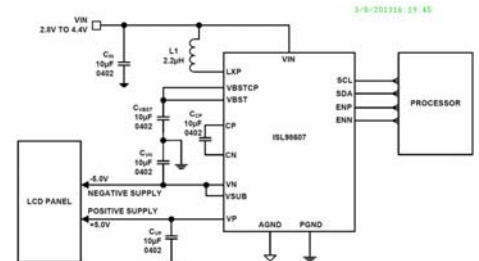 3/8/201316:19:45
VIN
2.8V TO 4.4V
CIN
10µF
0402
L1
2.2µH
VIN
LXP
VBSTCP
VBST
CVBST
10µF
0402
CCP
10µF
0402
CP
CN
ISL98607
SCL
SDA
ENP
ENN
PROCESSOR
CVN
10µF
0402
LCD PANEL
-5.0V
NEGATIVE SUPPLY
VN
VSUB
POSITIVE SUPPLY
+5.0V
VP
CVP
10µF
0402
AGND
PGND